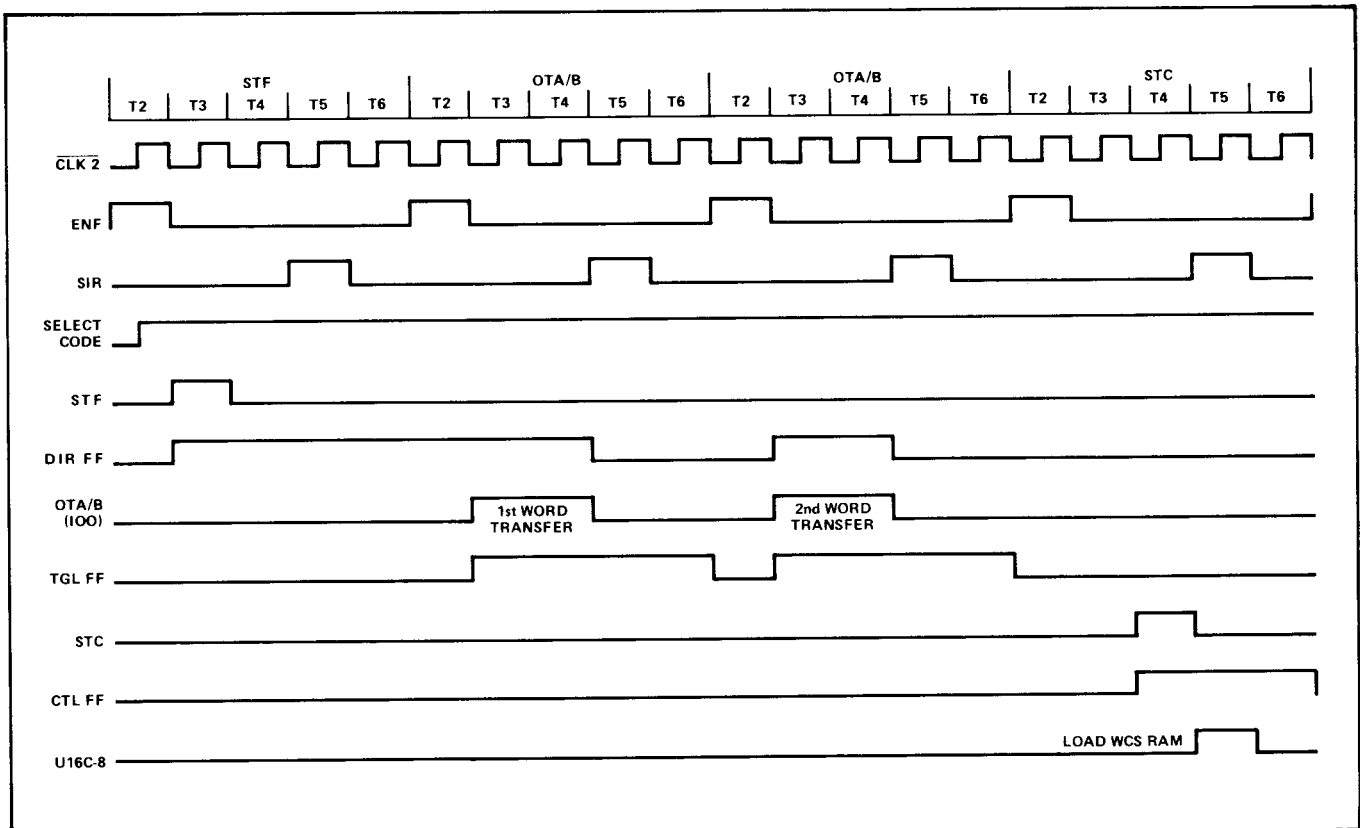 STF OTA/B OTA/B STC
T2 T3 T4 T5 T6 T2 T3 T4 T5 T6 T2 T3 T4 T5 T6 T2 T3 T4 T5 T6
CLK 2
ENF
SIR
SELECT
CODE
STF
DIR FF
OTA/B
(IOO)
1st WORD
TRANSFER
2nd WORD
TRANSFER
TGL FF
STC
CTL FF
LOAD WCS RAM
U16C-8